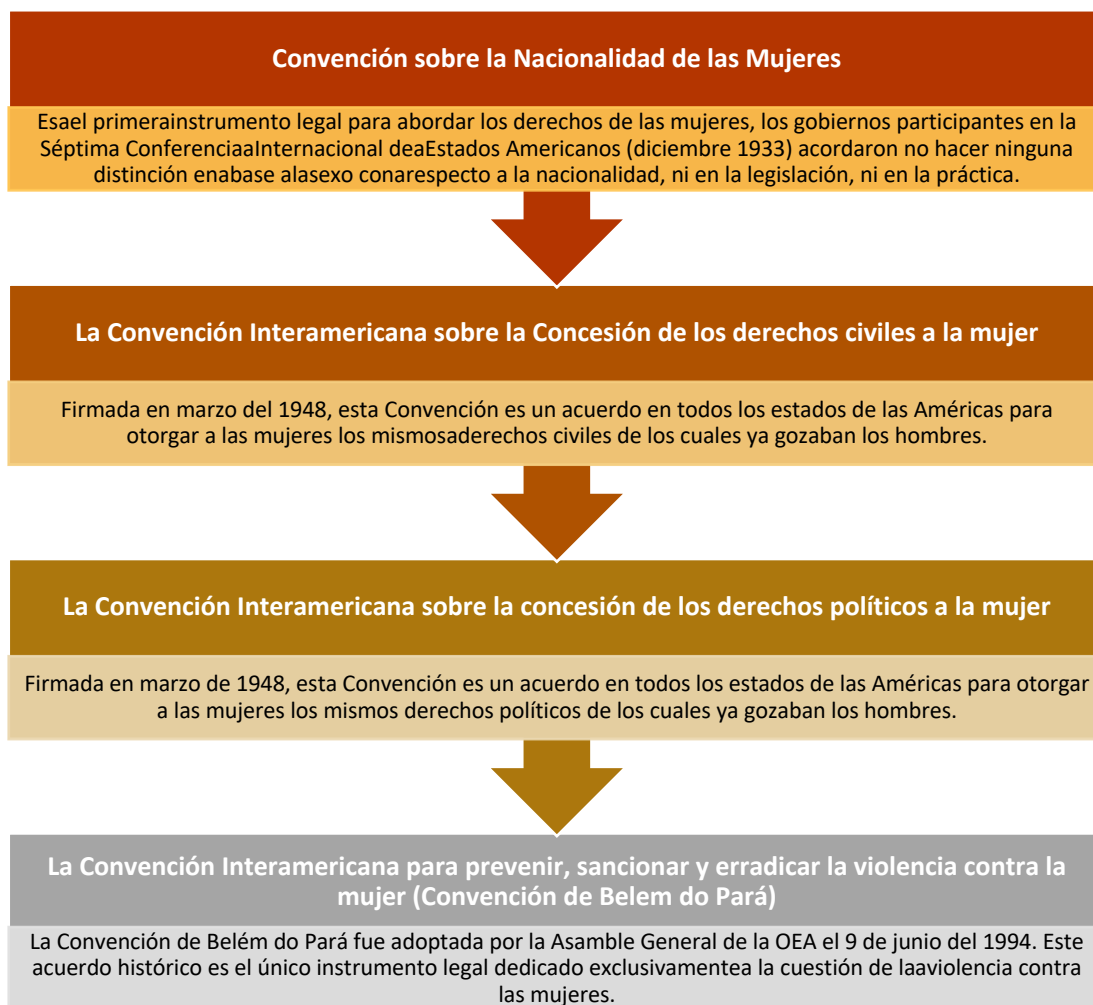 Convención sobre la Nacionalidad de las Mujeres
Esael primerainstrumento legal para abordar los derechos de las mujeres, los gobiernos participantes en la
Séptima ConferenciaaInternacional deaEstados Americanos (diciembre 1933) acordaron no hacer ninguna
distinción enabase alasexo conarespecto a la nacionalidad, ni en la legislación, ni en la práctica.
La Convención Interamericana sobre la Concesión de los derechos civiles a la mujer
Firmada en marzo del 1948, esta Convención es un acuerdo en todos los estados de las Américas para
otorgar a las mujeres los mismosaderechos civiles de los cuales ya gozaban los hombres.
La Convención Interamericana sobre la concesión de los derechos políticos a la mujer
Firmada en marzo de 1948, esta Convención es un acuerdo en todos los estados de las Américas para otorgar
a las mujeres los mismos derechos políticos de los cuales ya gozaban los hombres.
La Convención Interamericana para prevenir, sancionar y erradicar la violencia contra la
mujer (Convención de Belem do Pará)
La Convención de Belém do Pará fue adoptada por la Asamble General de la OEA el 9 de junio del 1994. Este
acuerdo histórico es el único instrumento legal dedicado exclusivamentea la cuestión de laaviolencia contra
las mujeres.